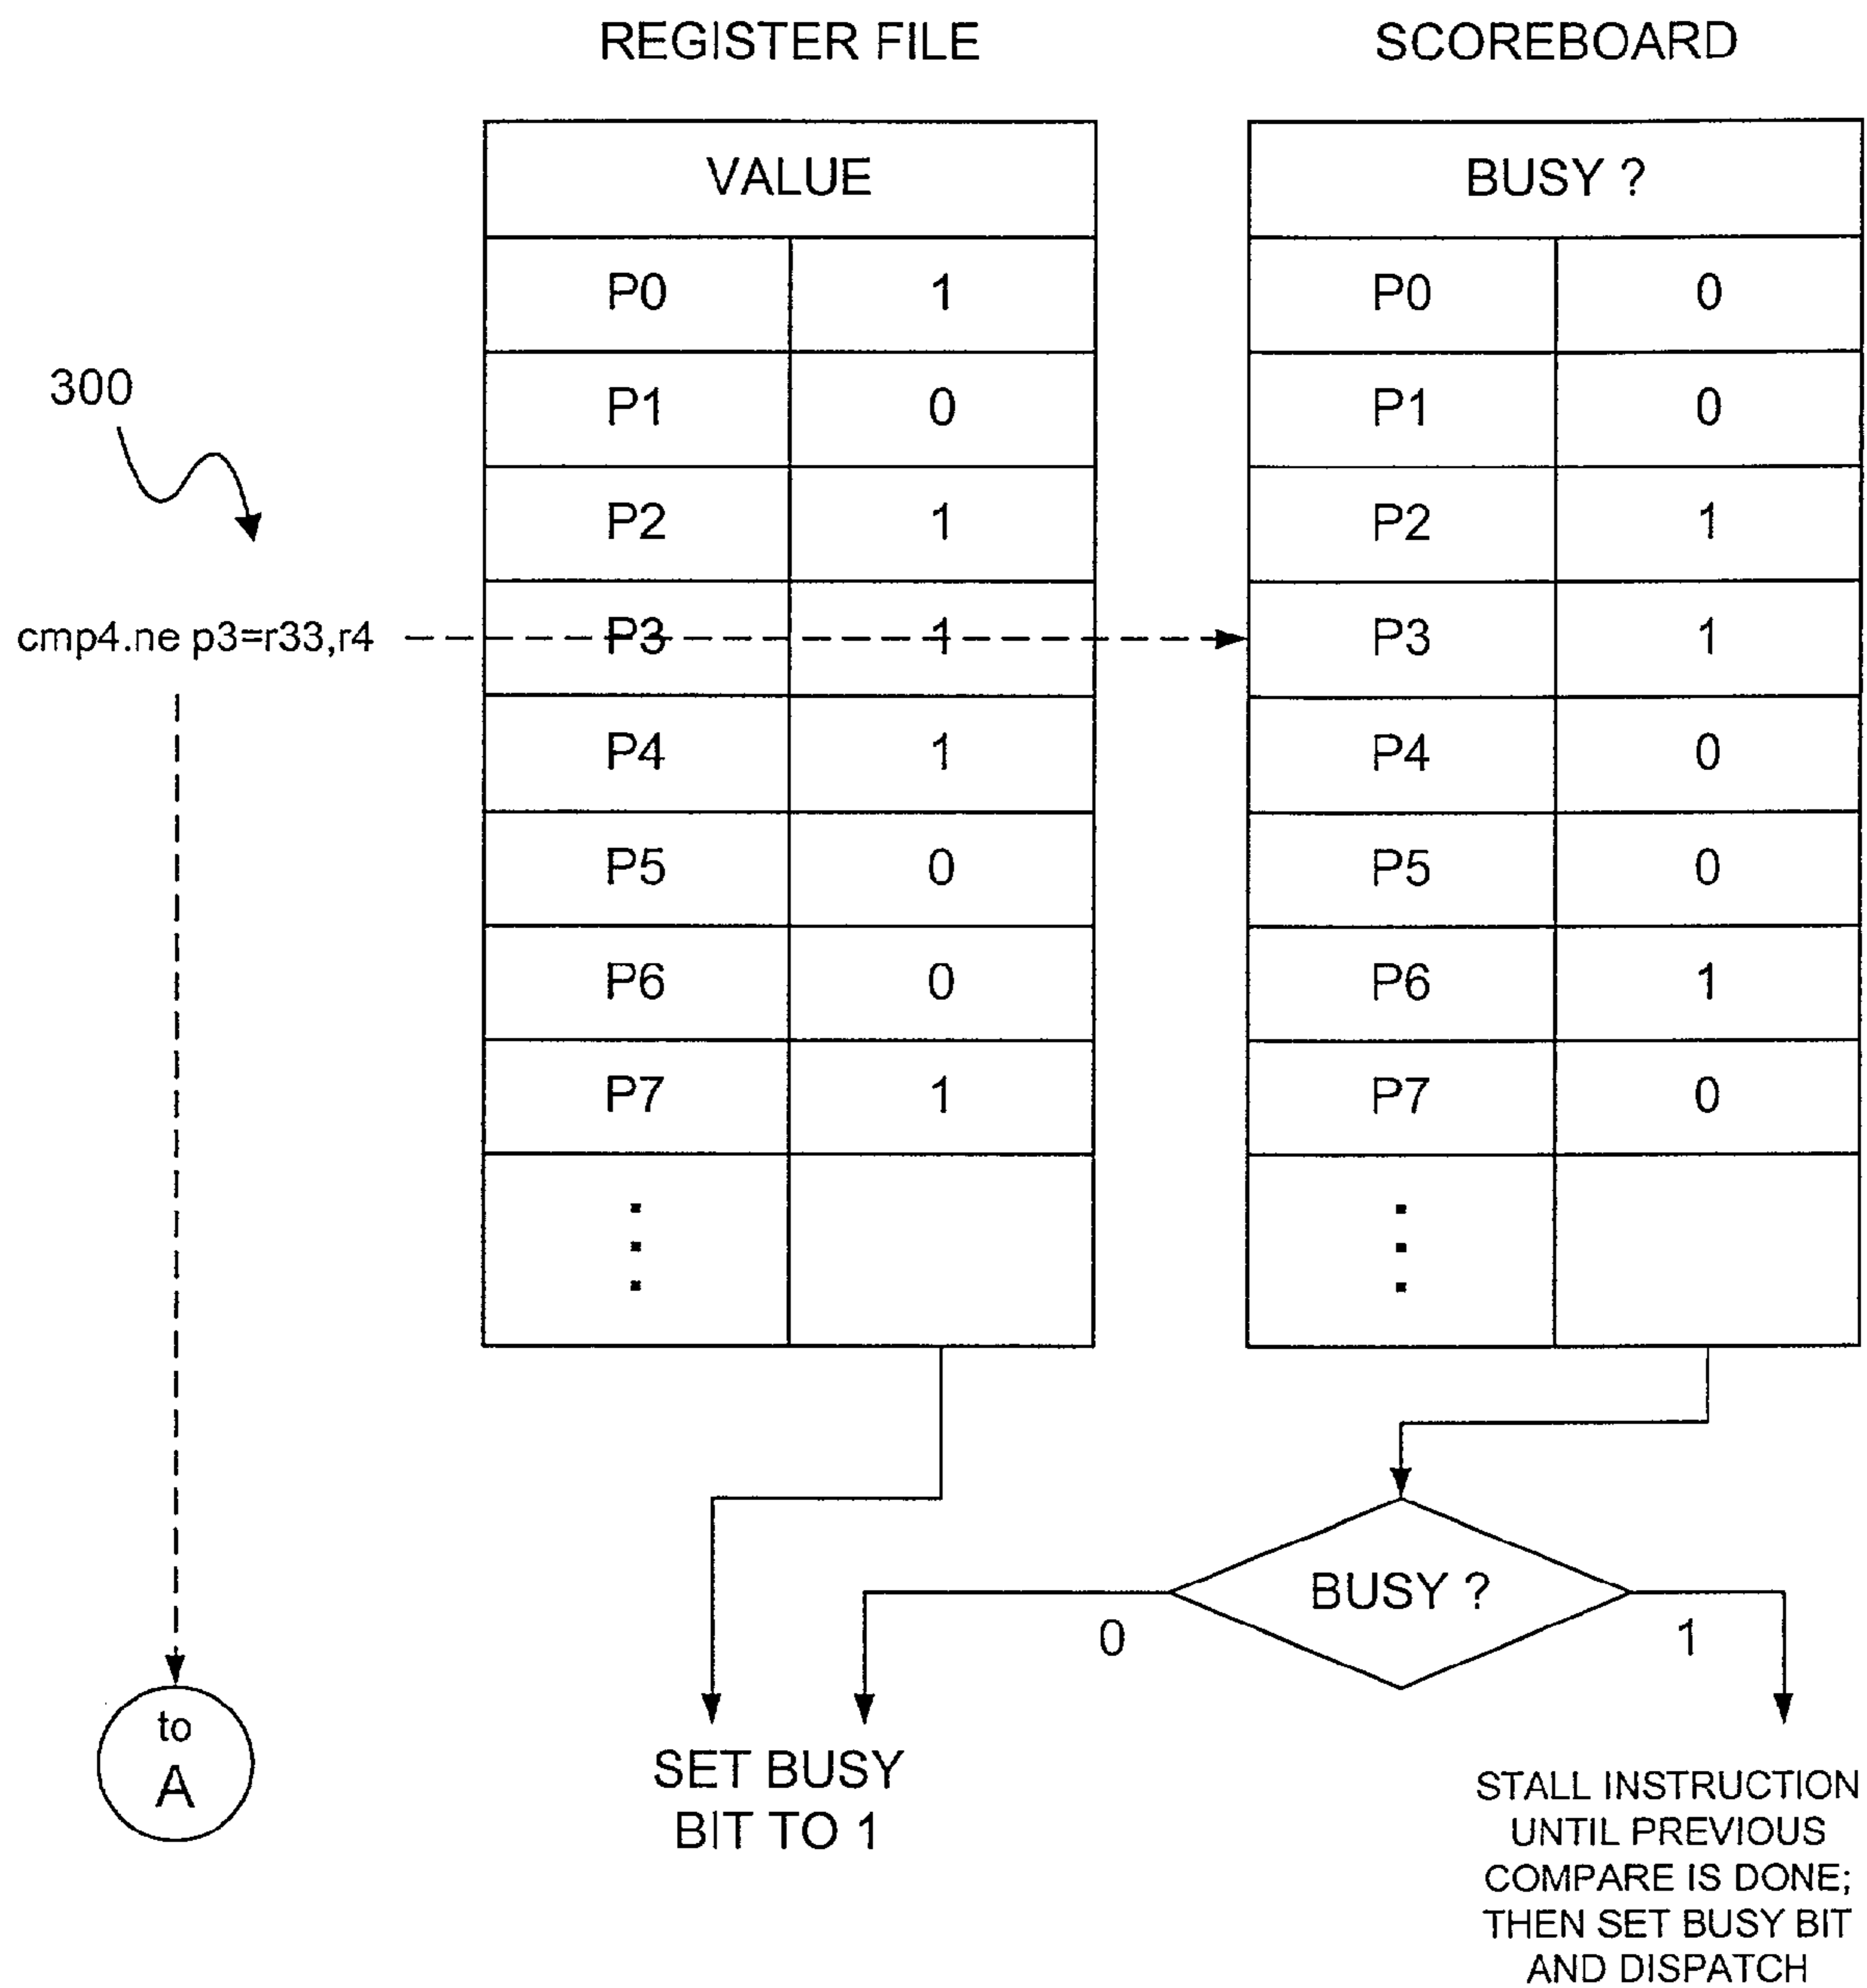 REGISTER FILE SCOREBOARD
VALUE BUSY ?
P0 1 P0 0
300
P1 0 P1 0
P2 1 P2 1
cmp4.ne p3=r33,r4 P3 1 P3 1
P4 1 P4 0
P5 0 P5 0
P6 0 P6 1
P7 1 P7 0
BUSY ?
0 1
to
A
SET BUSY
BIT TO 1
STALL INSTRUCTION
UNTIL PREVIOUS
COMPARE IS DONE;
THEN SET BUSY BIT
AND DISPATCH